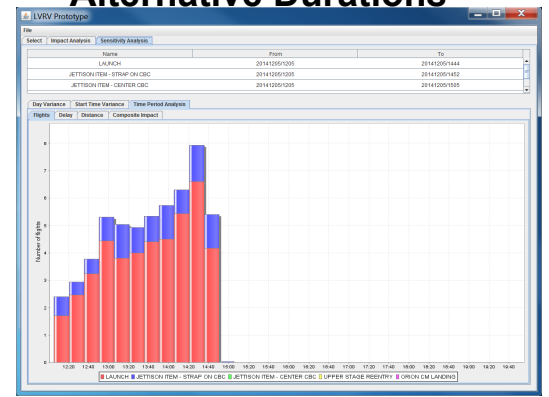 Alternative Durations
LVRV Prototype
File
Select Impact Analysis Sensitivity Analysis
Name From To
LAUNCH 20141205/1205 20141205/1444
JETTISON ITEM - STRAP ON CBC 20141205/1205 20141205/1452
JETTISON ITEM - CENTER CBC 20141205/1205 20141205/1505
Day Variance Start Time Variance Time Period Analysis
Flights Delay Distance Composite Impact
8
7
6
5
4
3
2
1
0
Number of flights
12:20 12:40 13:00 13:20 13:40 14:00 14:20 14:40 15:00 15:20 15:40 16:00 16:20 16:40 17:00 17:20 17:40 18:00 18:20 18:40 19:00 19:20 19:40
LAUNCH JETTISON ITEM - STRAP ON CBC JETTISON ITEM - CENTER CBC UPPER STAGE REENTRY ORION CM LANDING